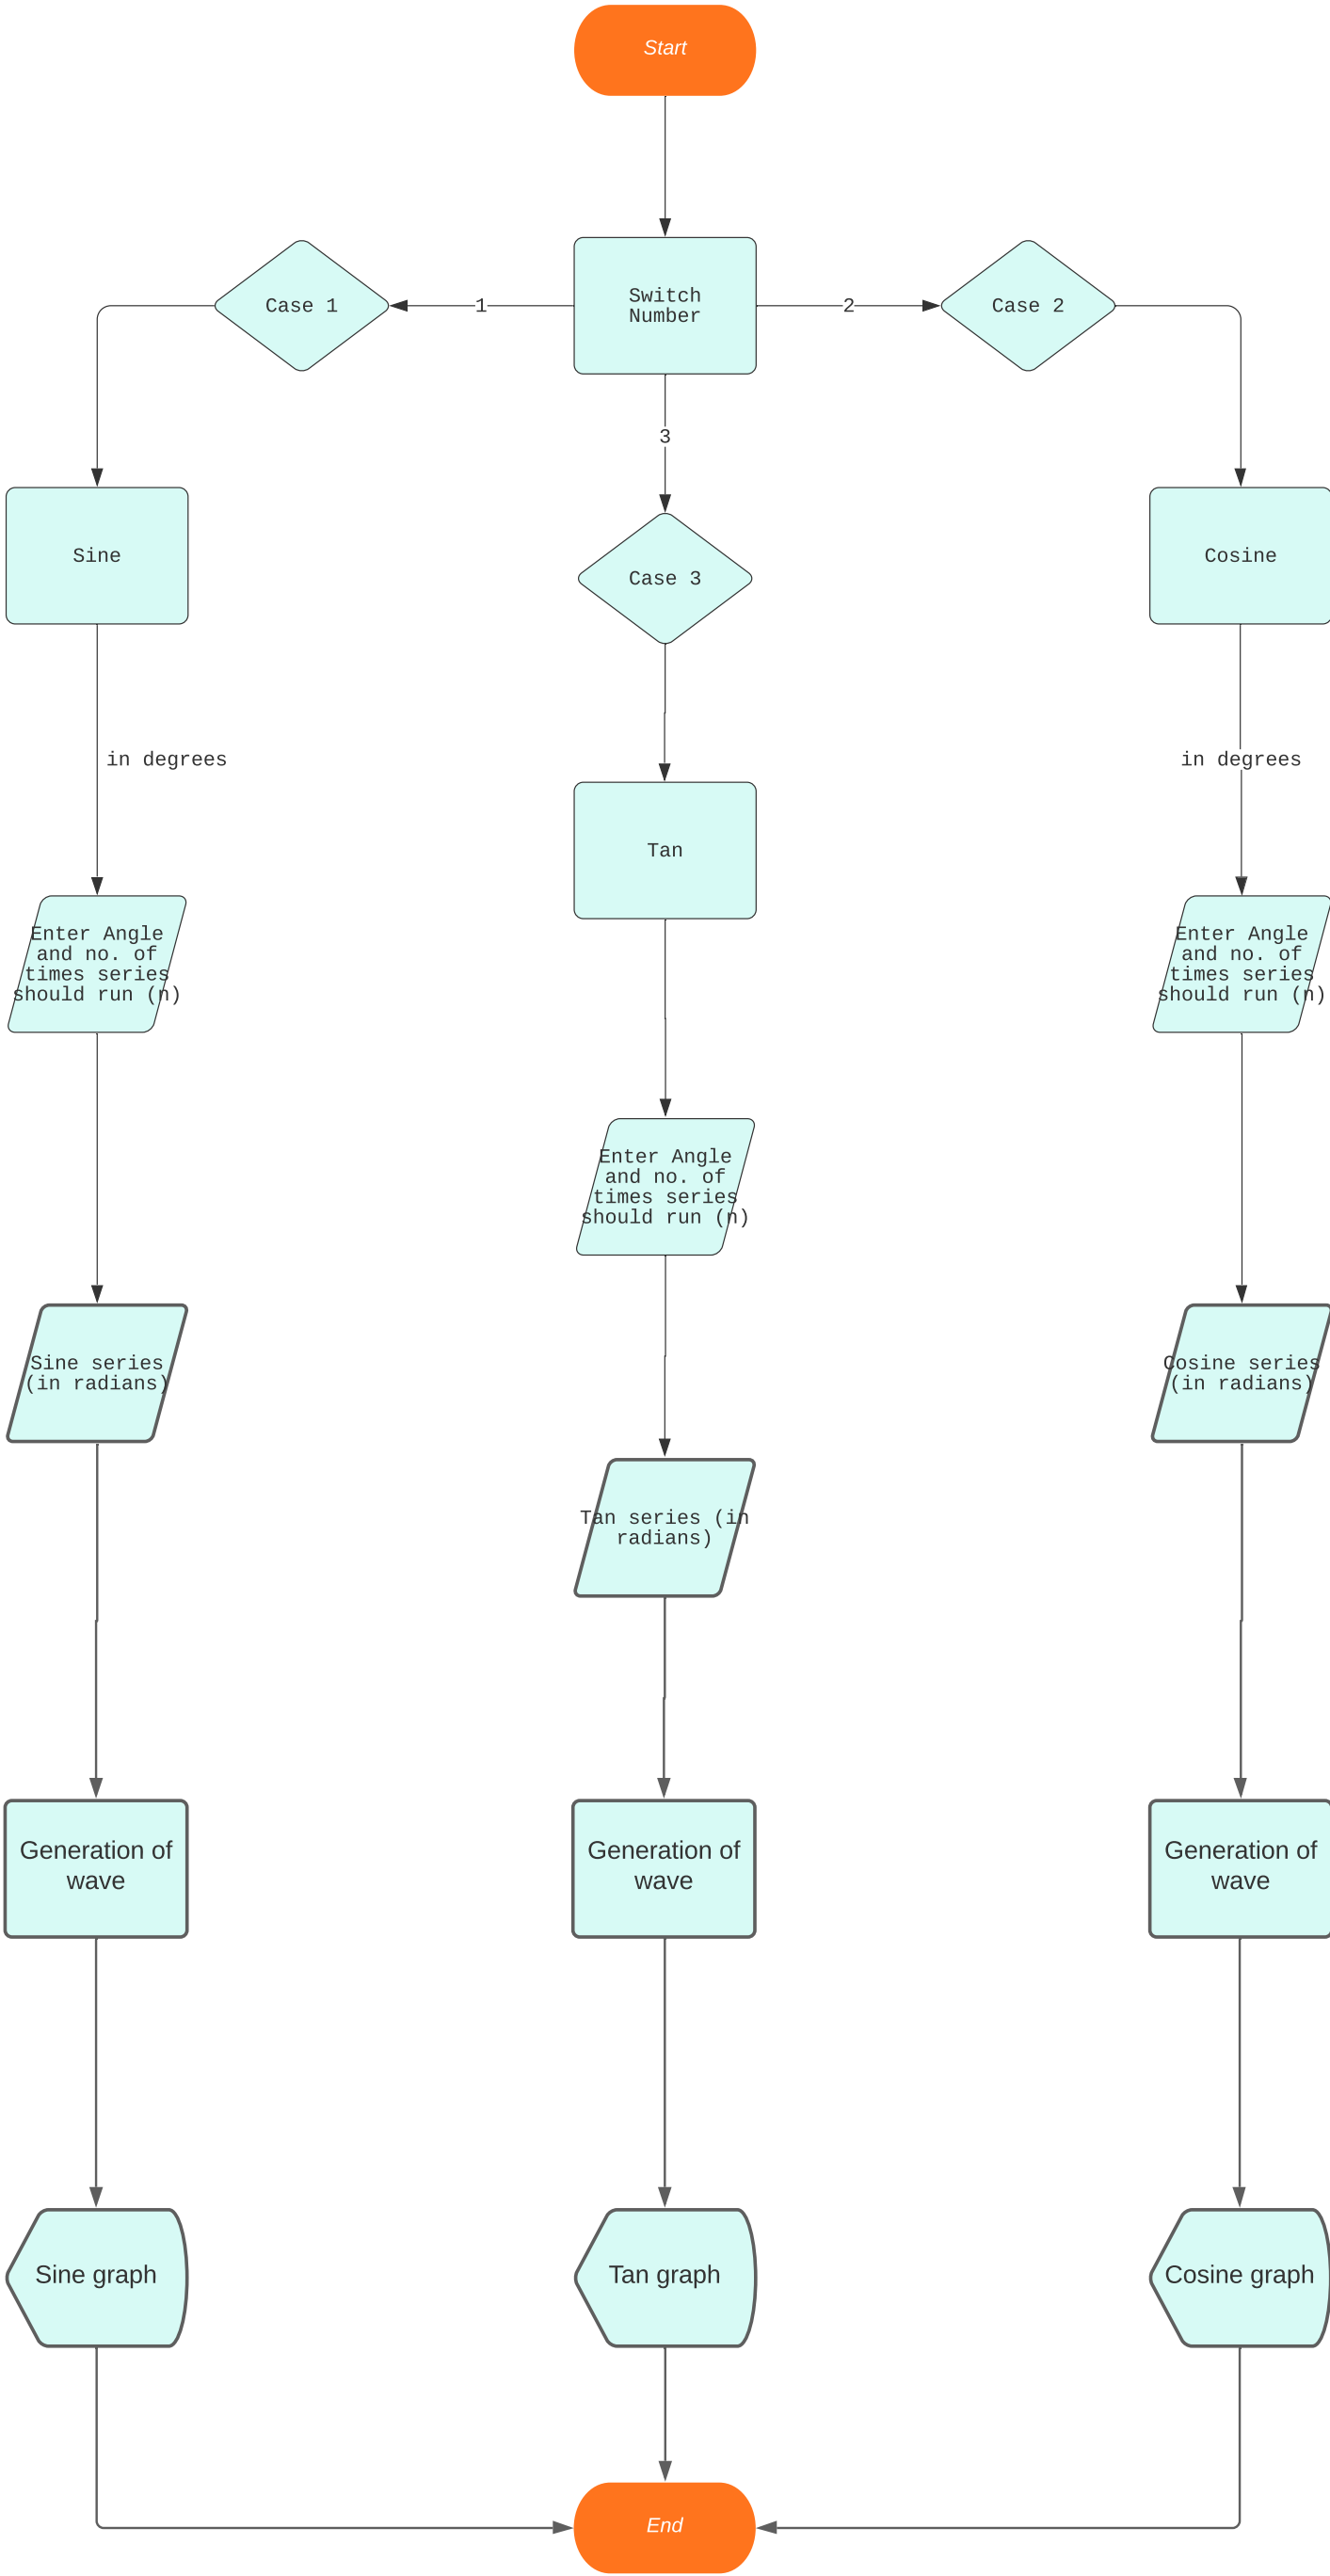 Start
Case 1
1
Switch
Number
2
Case 2
3
Sine
Case 3
Cosine
in degrees
in degrees
Tan
Enter Angle
and no. of
times series
should run (n)
Enter Angle
and no. of
times series
should run (n)
Enter Angle
and no. of
times series
should run (n)
Sine series
(in radians)
Cosine series
(in radians)
Tan series (in
radians)
Generation of
wave
Generation of
wave
Generation of
wave
Sine graph
Tan graph
Cosine graph
End